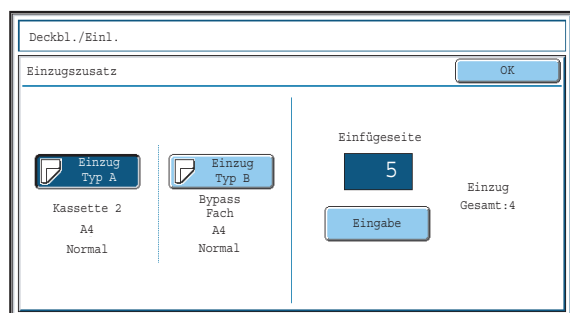 Deckbl./Einl.
Einzugszusatz
OK
Einzug
Typ A
Kassette 2
A4
Normal
Einzug
Typ B
Bypass
Fach
A4
Normal
Einfügeseite
5
Eingabe
Einzug
Gesamt:4